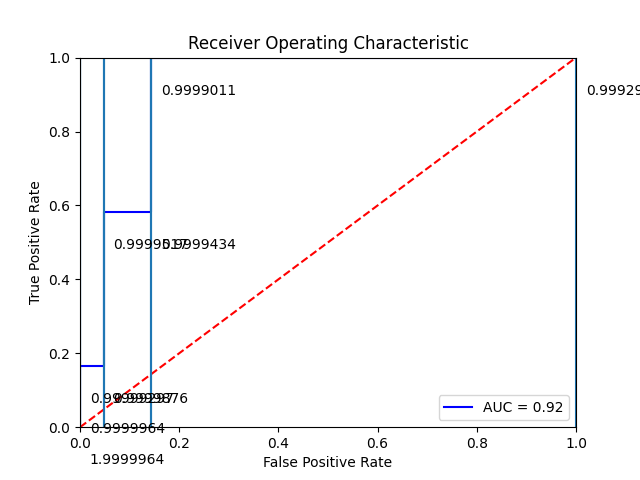 Receiver Operating Characteristic
1.0
0.9999011
0.99929
0.8
0.6
0.9999434
0.4
0.2
0.9999964
0.0
AUC = 0.92
0.0 0.2 0.4 0.6 0.8 1.0
1.9999964
False Positive Rate
True Positive Rate